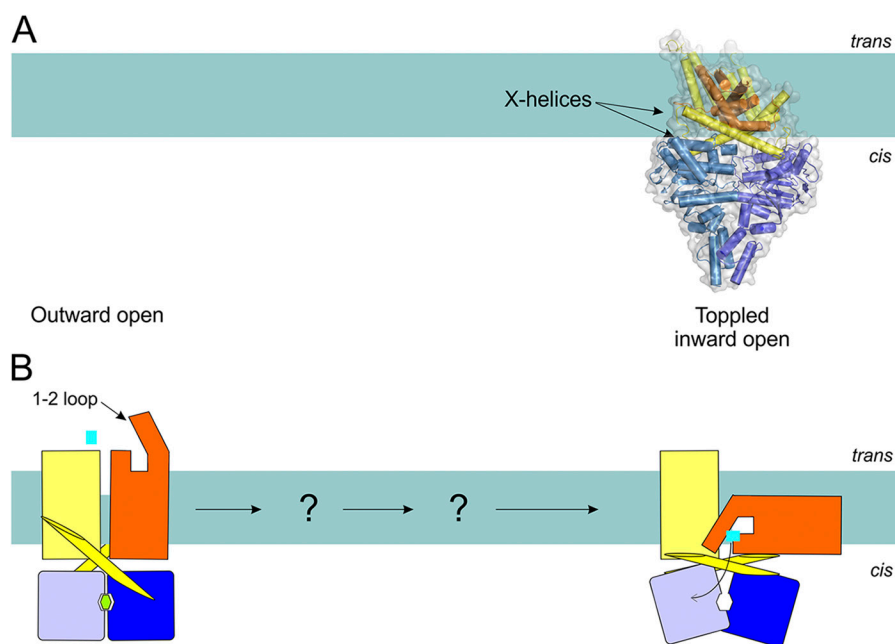 A
trans
X-helices
cis
Outward open
Toppled
inward open
B
1-2 loop
trans
? ?
cis